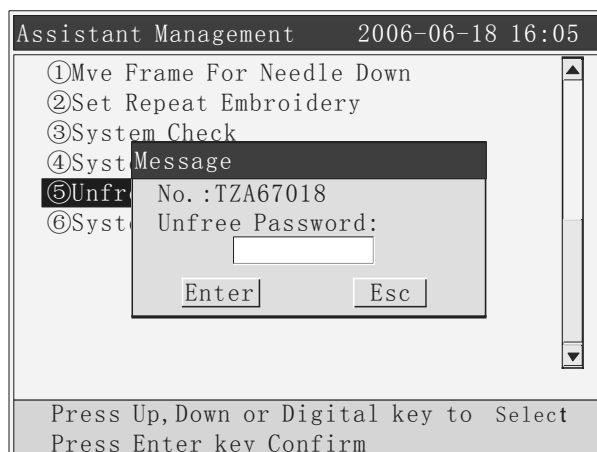 Assistant Management 2006-06-18 16:05
①Mve Frame For Needle Down
②Set Repeat Embroidery
③System Check
④Syst
Message
⑤Unfr
No.:TZA67018
⑥Syst
Unfree Password:
Enter Esc
Press Up,Down or Digital key to Select
Press Enter key Confirm